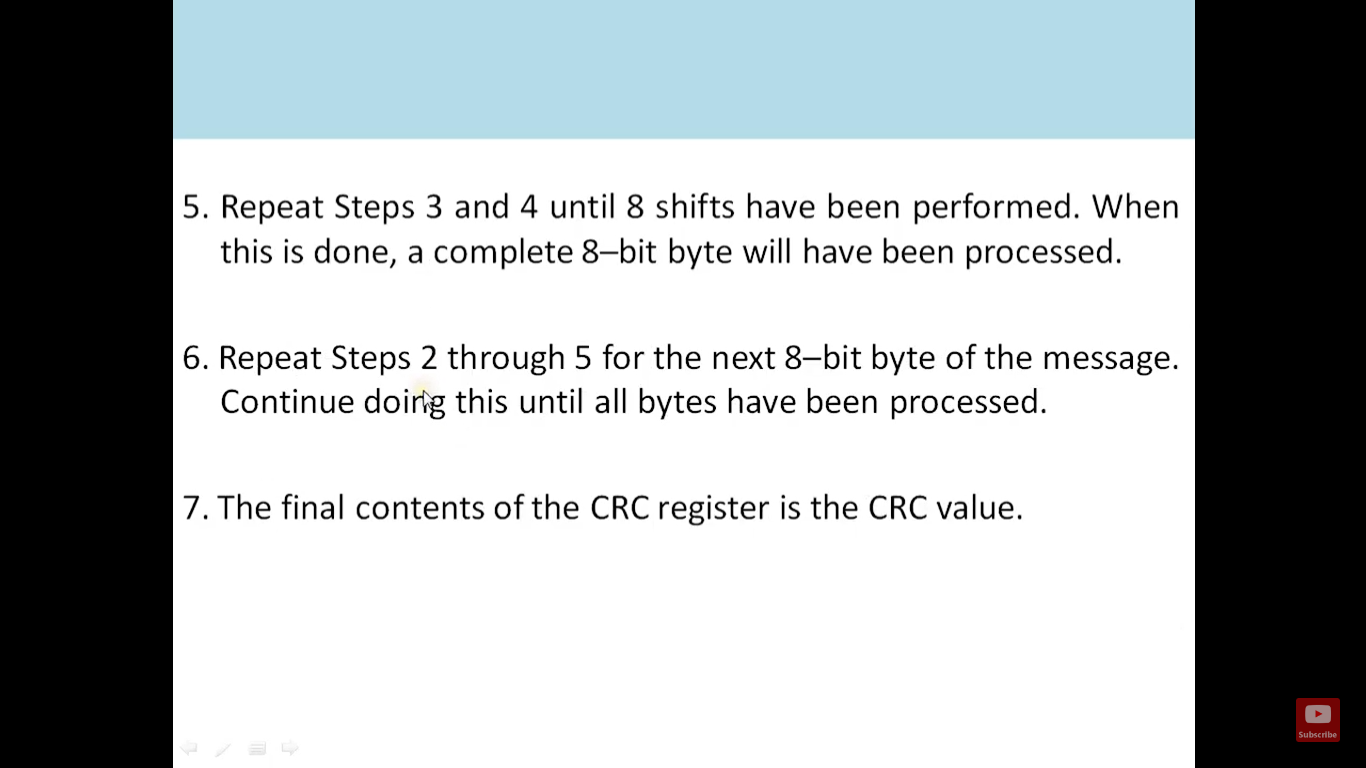 5. Repeat Steps 3 and 4 until 8 shifts have been performed. When
this is done, a complete 8–bit byte will have been processed.
6. Repeat Steps 2 through 5 for the next 8–bit byte of the message.
Continue doing this until all bytes have been processed.
7. The final contents of the CRC register is the CRC value.
Subscribe